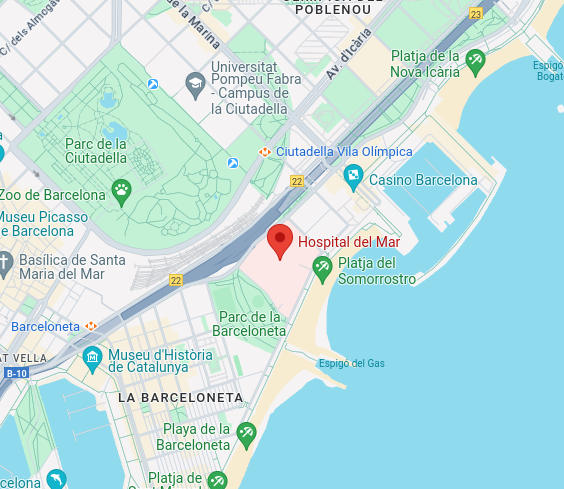 POBLENOU
23
C/ dels Almogà
de la Marina
Av. d'Icària
Platja de la
Nova Icària
Espigó
Bogat
Universitat
Pompeu Fabra
- Campus de
la Ciutadella
Parc de la
Ciutadella
Ciutadella Vila Olímpica
22
Casino Barcelona
Zoo de Barcelona
Museu Picasso
de Barcelona
Hospital del Mar
Basílica de Santa
Maria del Mar
Platja del
Somorrostro
22
Parc de la
Barceloneta
Barceloneta
AT VELLA
Museu d'Història
de Catalunya
B-10
Espigó del Gas
LA BARCELONETA
Playa de la
Barceloneta
Platja de
rcelona